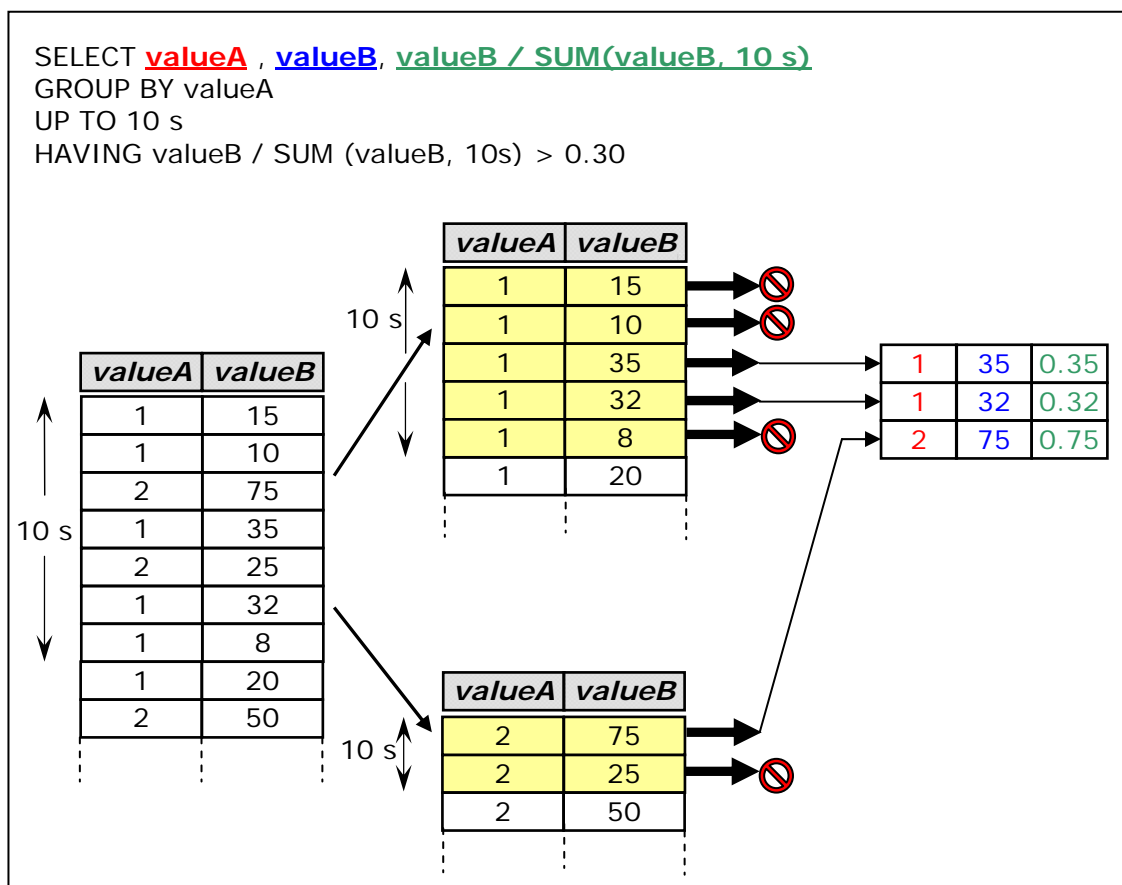 SELECT valueA , valueB, valueB / SUM(valueB, 10 s)
GROUP BY valueA
UP TO 10 s
HAVING valueB / SUM (valueB, 10s) > 0.30
valueA valueB
10 s
1 15
1 10
2 75
1 35
2 25
1 32
1 8
1 20
2 50
valueA valueB
10 s
1 15
1 10
1 35
1 32
1 8
1 20
valueA valueB
10 s
2 75
2 25
2 50
1 35 0.35
1 32 0.32
2 75 0.75